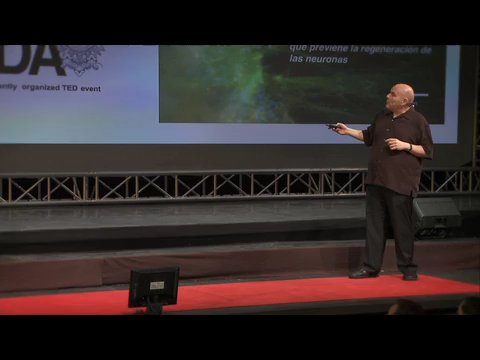 DA
ently organized TED event
que previene la regeneración de
las neuronas